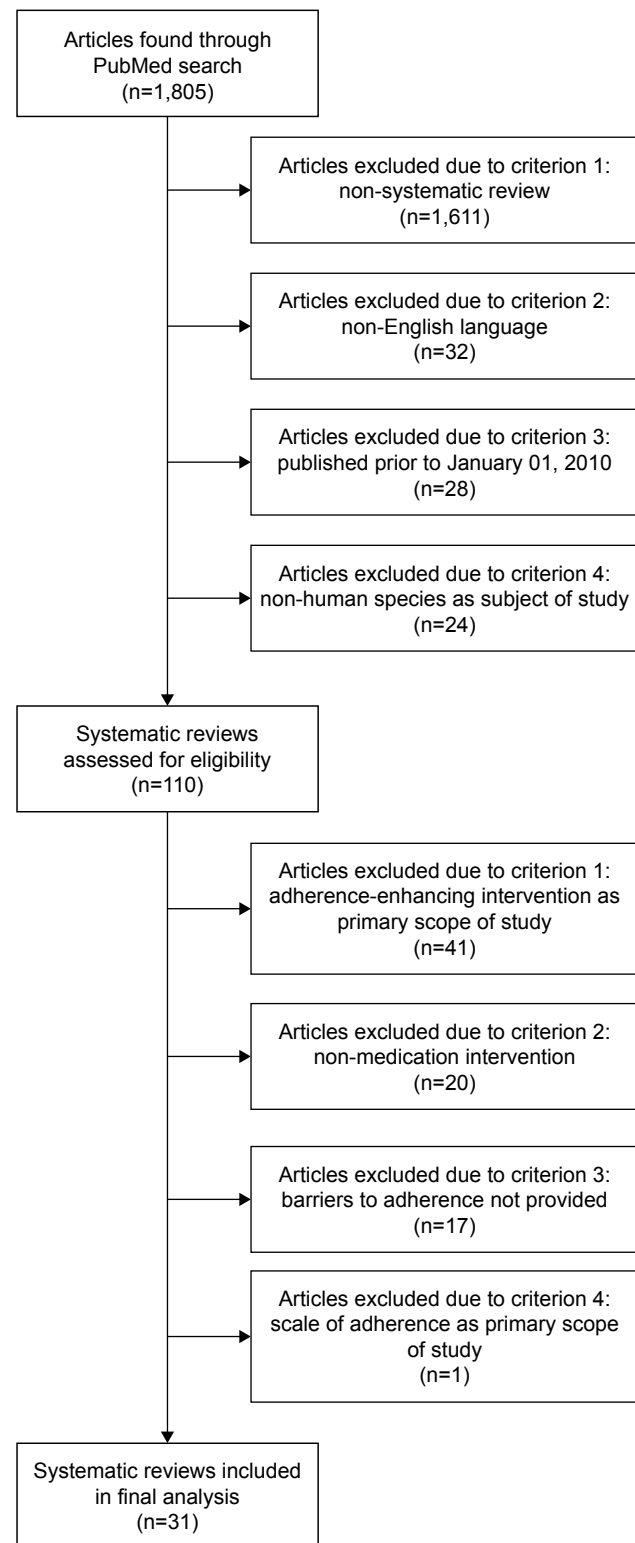 Articles found through
PubMed search
(n=1,805)
Articles excluded due to criterion 1:
non-systematic review
(n=1,611)
Articles excluded due to criterion 2:
non-English language
(n=32)
Articles excluded due to criterion 3:
published prior to January 01, 2010
(n=28)
Articles excluded due to criterion 4:
non-human species as subject of study
(n=24)
Systematic reviews
assessed for eligibility
(n=110)
Articles excluded due to criterion 1:
adherence-enhancing intervention as
primary scope of study
(n=41)
Articles excluded due to criterion 2:
non-medication intervention
(n=20)
Articles excluded due to criterion 3:
barriers to adherence not provided
(n=17)
Articles excluded due to criterion 4:
scale of adherence as primary scope
of study
(n=1)
Systematic reviews included
in final analysis
(n=31)